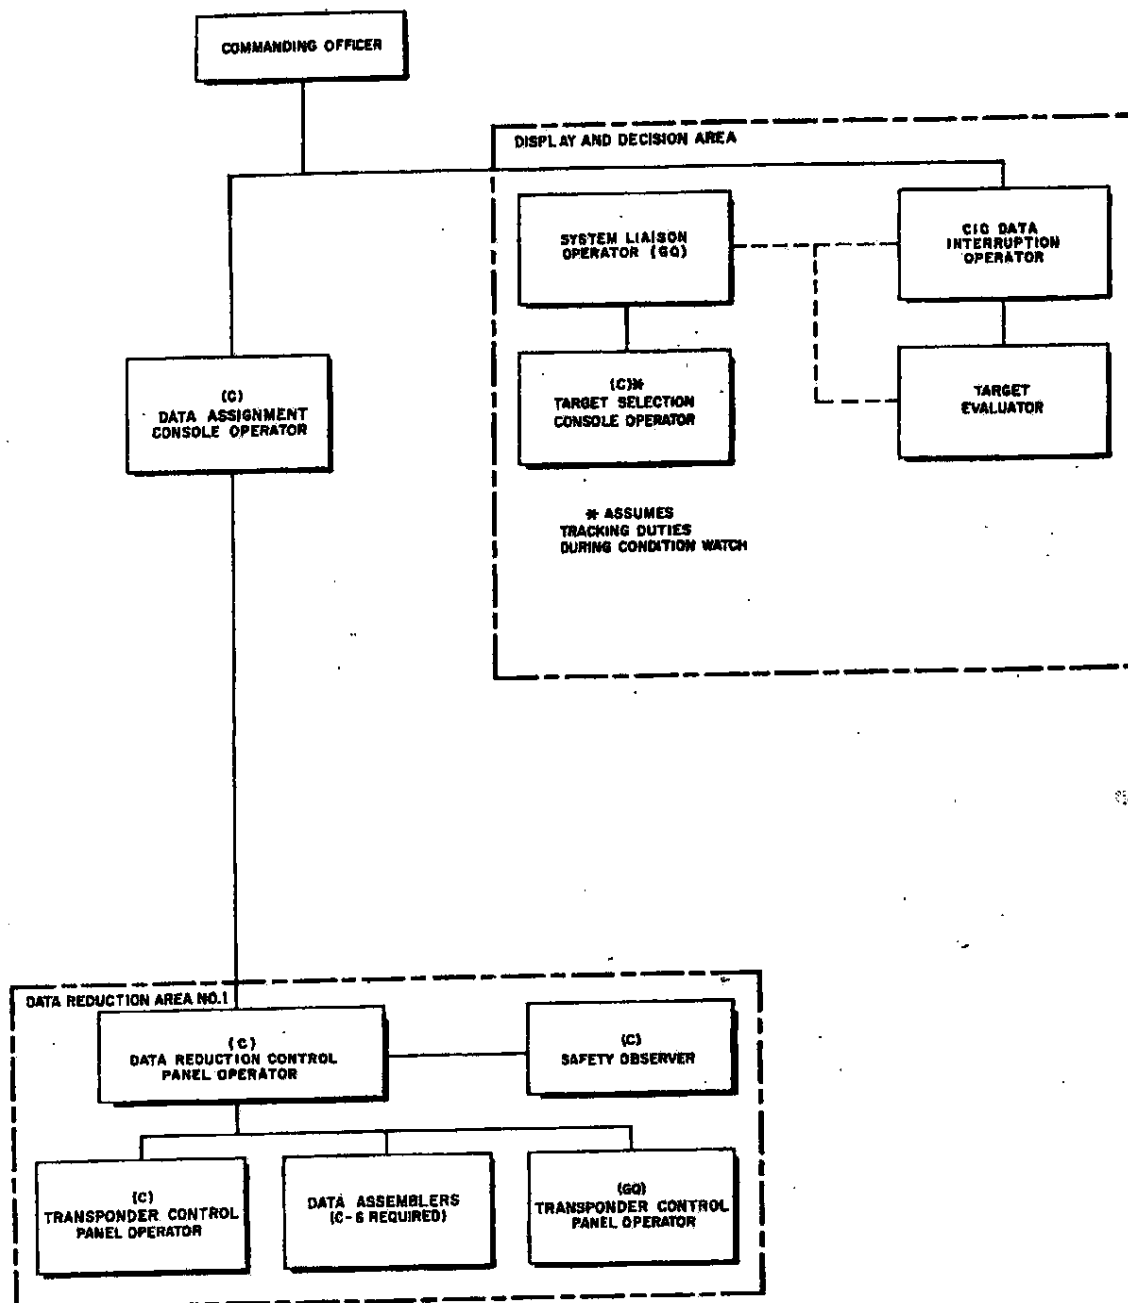 COMMANDING OFFICER
DISPLAY AND DECISION AREA
SYSTEM LIAISON
OPERATOR (GQ)
CIC DATA
INTERRUPTION
OPERATOR
(C)
DATA ASSIGNMENT
CONSOLE OPERATOR
(C)*
TARGET SELECTION
CONSOLE OPERATOR
TARGET
EVALUATOR
* ASSUMES
TRACKING DUTIES
DURING CONDITION WATCH
DATA REDUCTION AREA NO.1
(C)
DATA REDUCTION CONTROL
PANEL OPERATOR
(C)
SAFETY OBSERVER
(C)
TRANSPONDER CONTROL
PANEL OPERATOR
DATA ASSEMBLERS
(C-6 REQUIRED)
(GQ)
TRANSPONDER CONTROL
PANEL OPERATOR